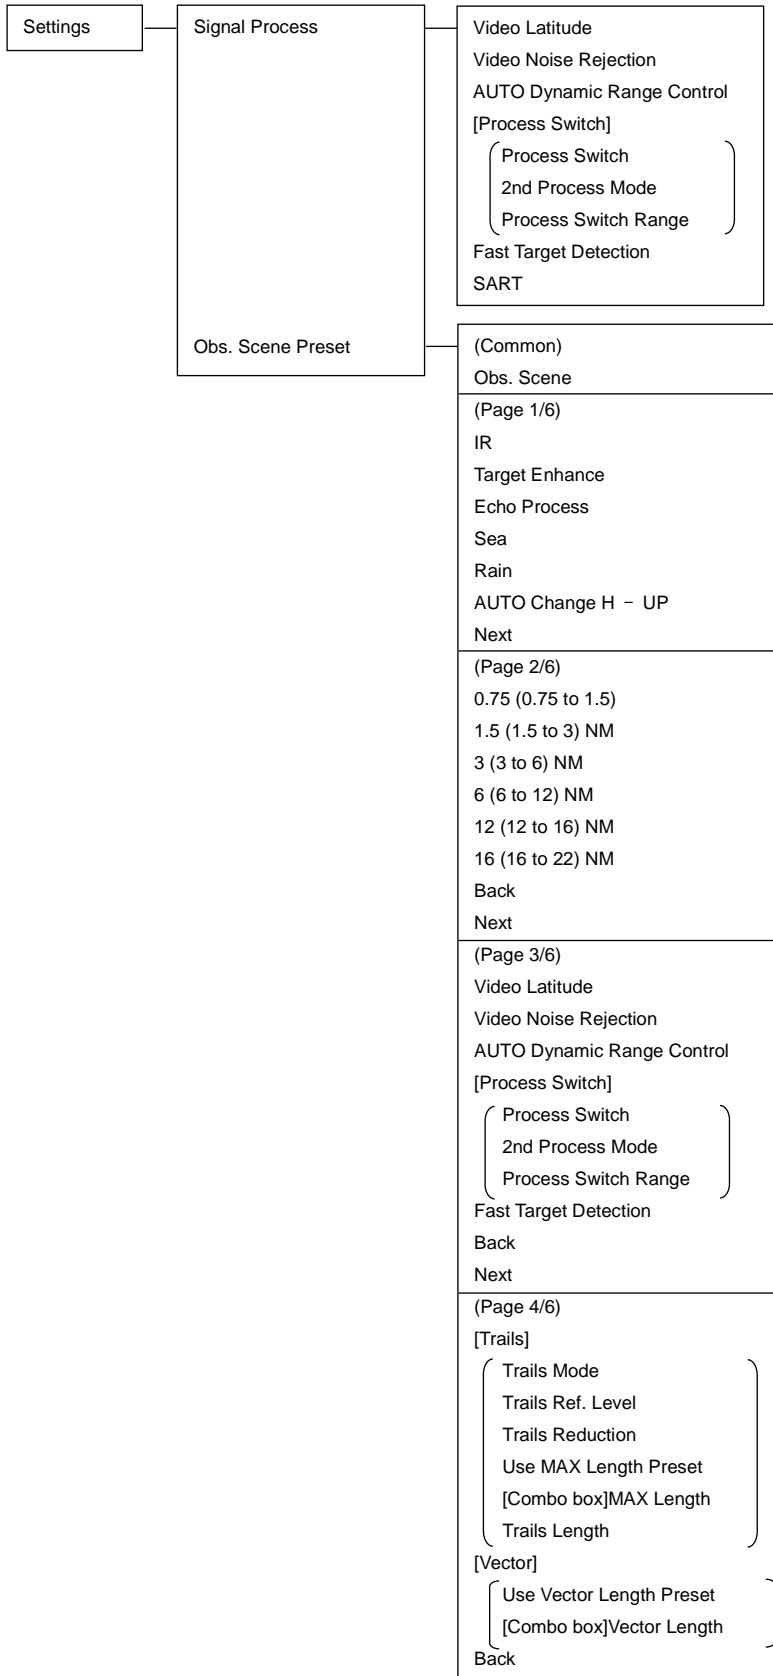 Settings
Signal Process
Video Latitude
Video Noise Rejection
AUTO Dynamic Range Control
[Process Switch]
Process Switch
2nd Process Mode
Process Switch Range
Fast Target Detection
SART
Obs. Scene Preset
(Common)
Obs. Scene
(Page 1/6)
IR
Target Enhance
Echo Process
Sea
Rain
AUTO Change H － UP
Next
(Page 2/6)
0.75 (0.75 to 1.5)
1.5 (1.5 to 3) NM
3 (3 to 6) NM
6 (6 to 12) NM
12 (12 to 16) NM
16 (16 to 22) NM
Back
Next
(Page 3/6)
Video Latitude
Video Noise Rejection
AUTO Dynamic Range Control
[Process Switch]
Process Switch
2nd Process Mode
Process Switch Range
Fast Target Detection
Back
Next
(Page 4/6)
[Trails]
Trails Mode
Trails Ref. Level
Trails Reduction
Use MAX Length Preset
[Combo box]MAX Length
Trails Length
[Vector]
Use Vector Length Preset
[Combo box]Vector Length
Back